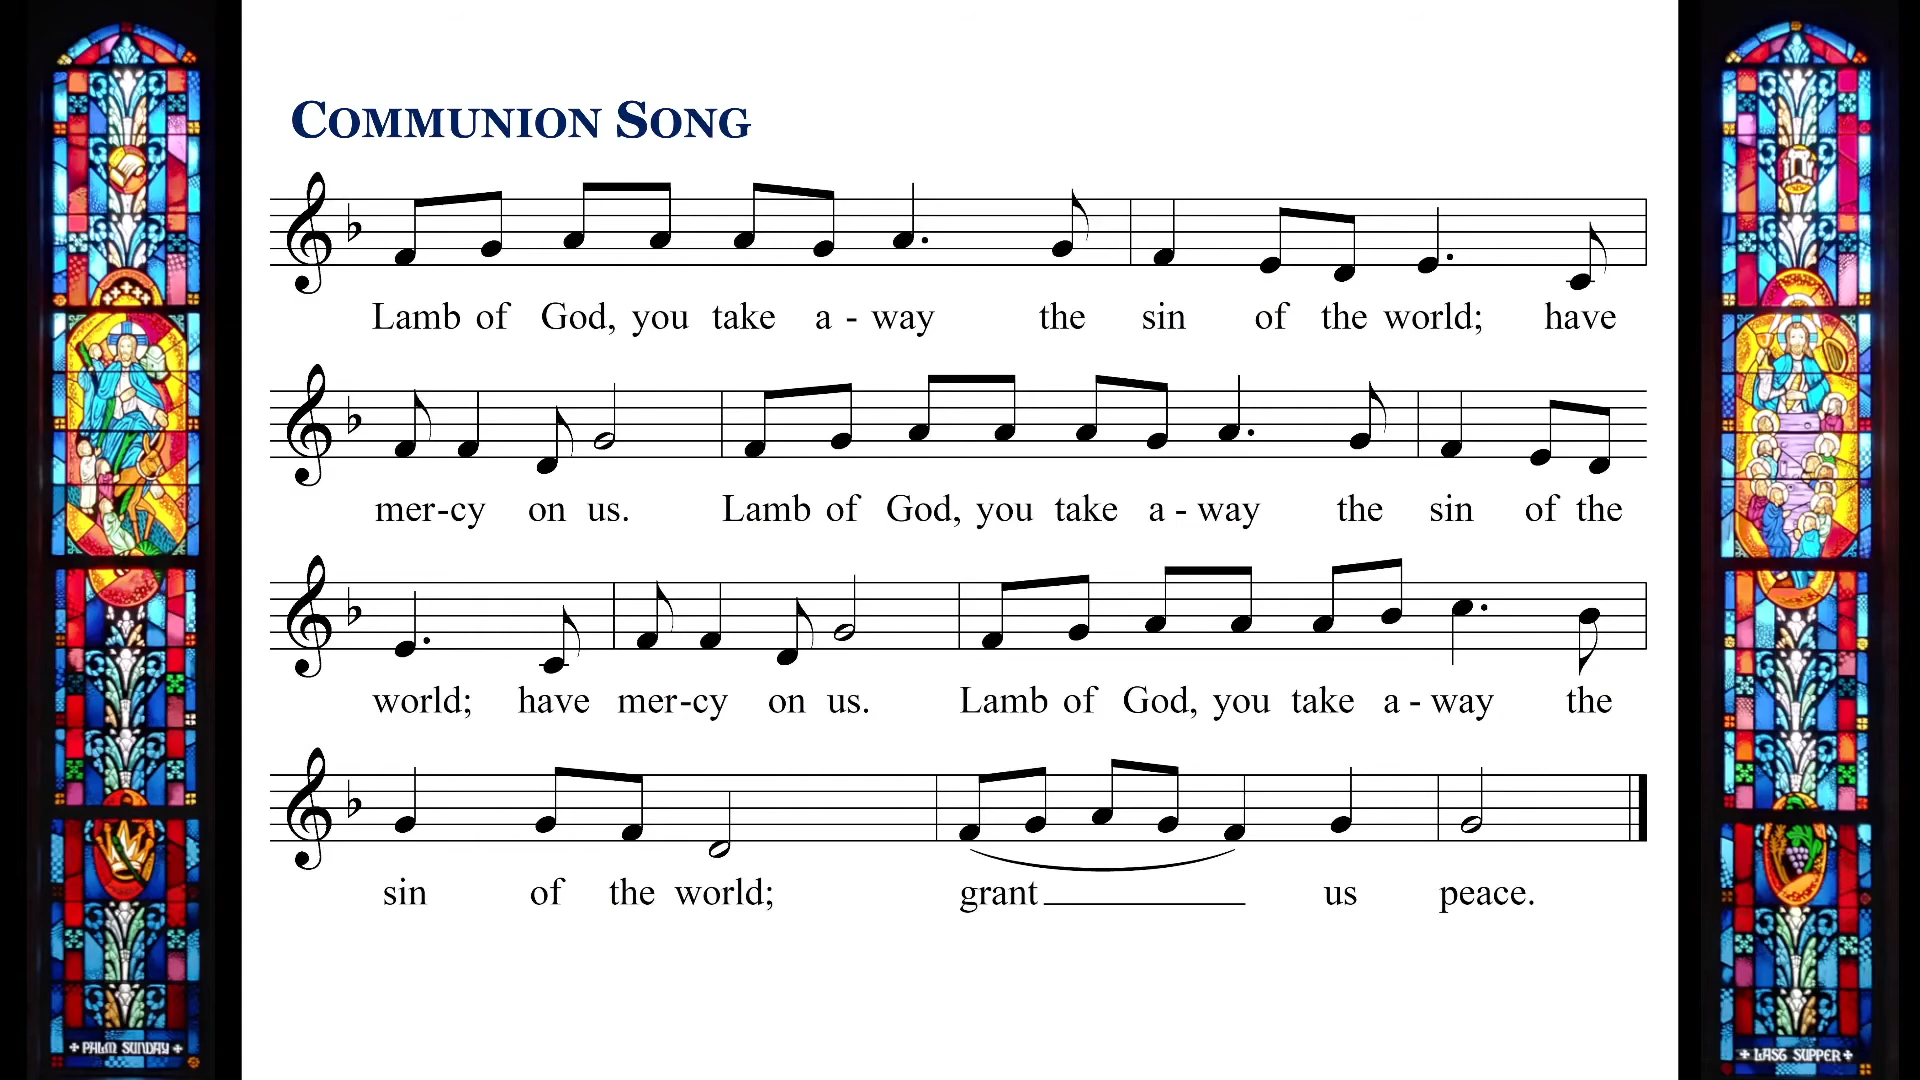 COMMUNION SONG
Lamb of God, you take a - way the sin of the world; have
mer-cy on us. Lamb of God, you take a - way the sin of the
world; have mer-cy on us. Lamb of God, you take a - way the
sin of the world; grant us peace.
+ PALM SUNDAY +
+ LAST SUPPER +